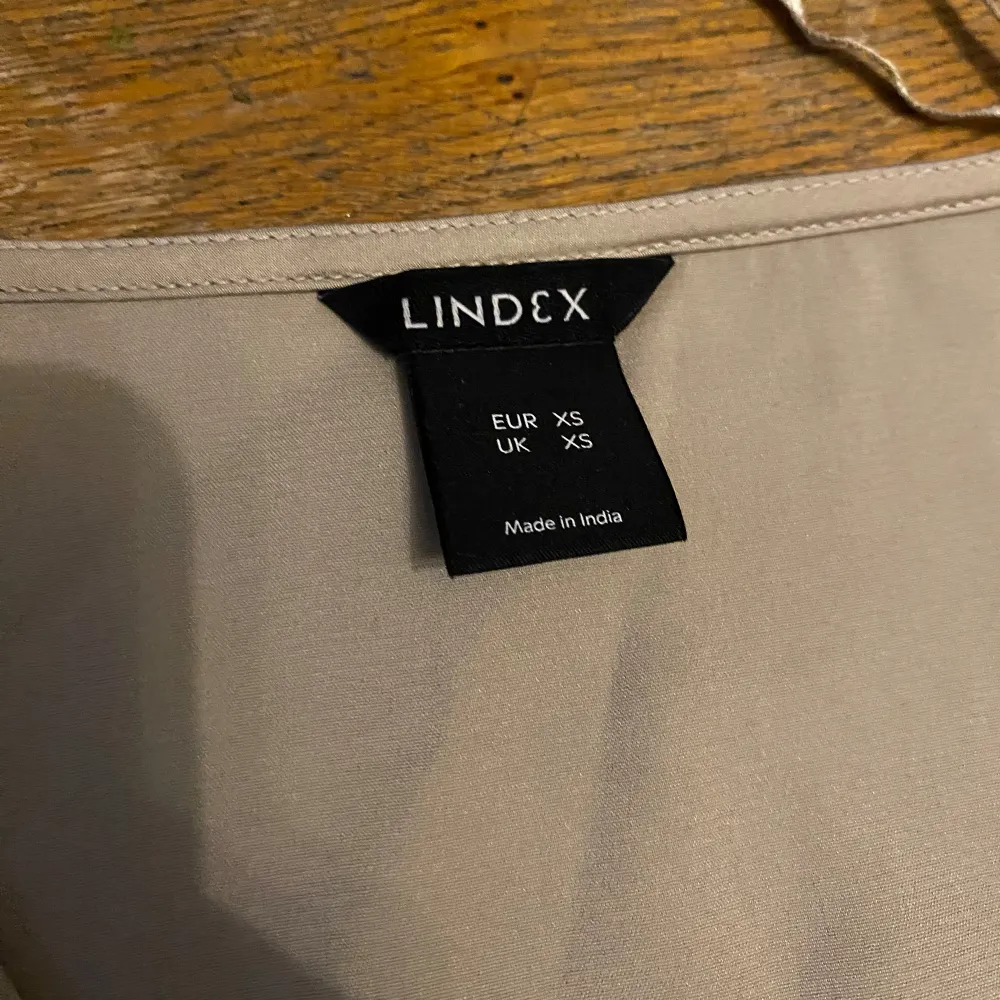 LINDEX
EUR XS
UK XS
Made in India